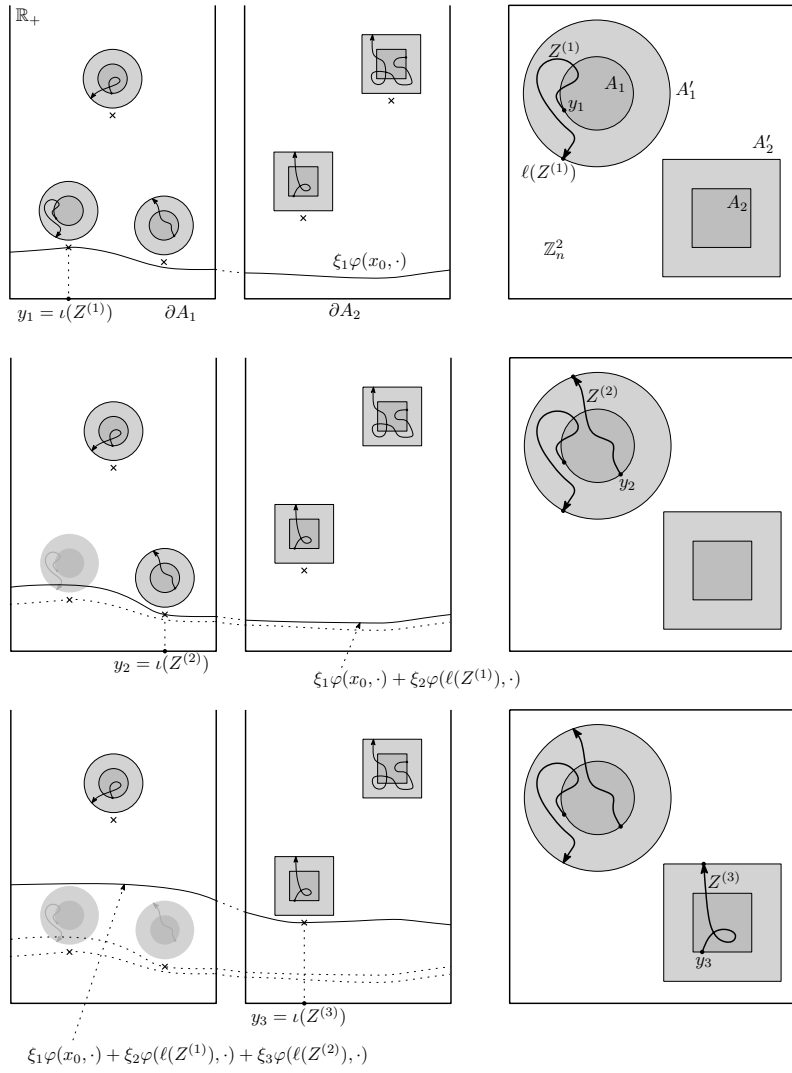 ℝ₊
Z⁽¹⁾
A₁
A′₁
y₁
A′₂
ℓ(Z⁽¹⁾)
A₂
ℤ²ₙ
ξ₁φ(x₀, ·)
y₁ = ι(Z⁽¹⁾)
∂A₁
∂A₂
Z⁽²⁾
y₂
y₂ = ι(Z⁽²⁾)
ξ₁φ(x₀, ·) + ξ₂φ(ℓ(Z⁽¹⁾), ·)
Z⁽³⁾
y₃
y₃ = ι(Z⁽³⁾)
ξ₁φ(x₀, ·) + ξ₂φ(ℓ(Z⁽¹⁾), ·) + ξ₃φ(ℓ(Z⁽²⁾), ·)